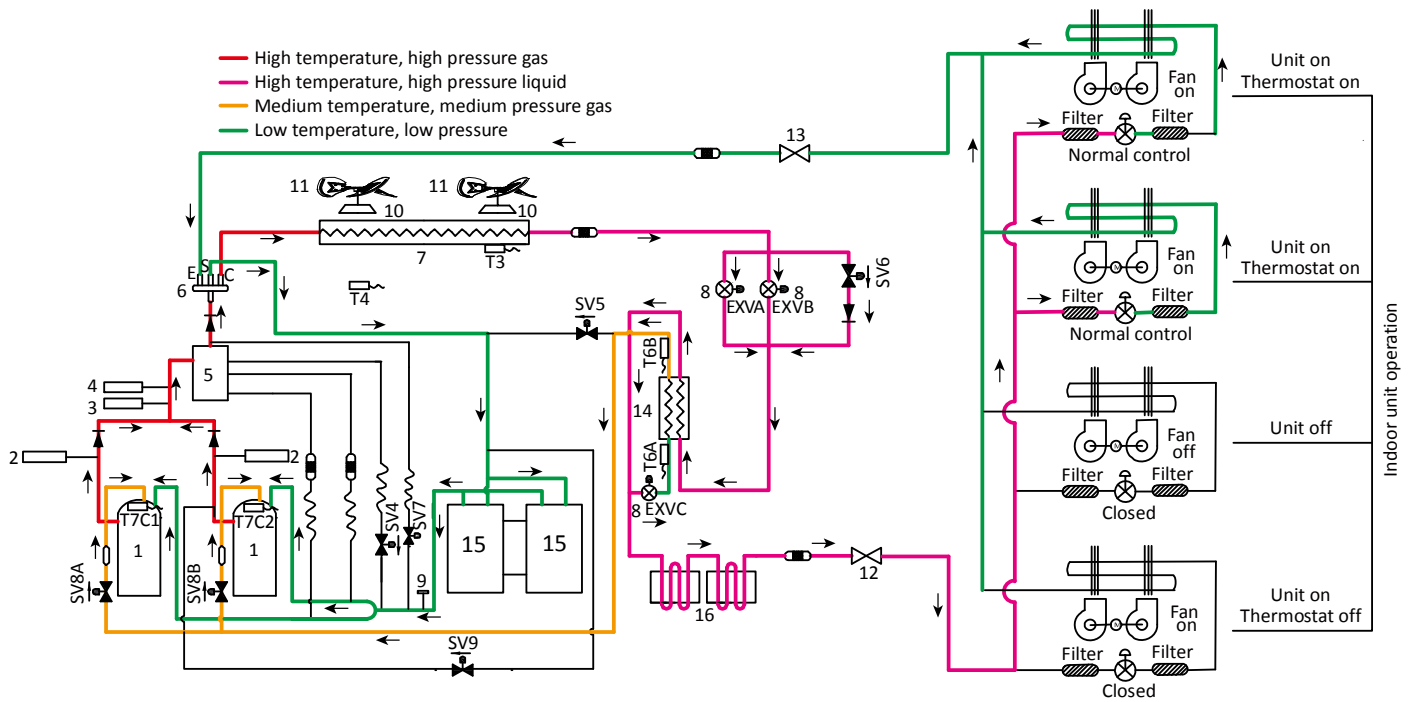 High temperature, high pressure gas
High temperature, high pressure liquid
Medium temperature, medium pressure gas
Low temperature, low pressure
13
11
11
10
10
7
T3
T4
E
S
C
6
SV5
8
8
EXVA
EXVB
SV6
4
3
5
2
2
T6B
14
T6A
8
EXVC
T7C1
T7C2
1
1
SV8A
SV8B
SV4
SV7
9
15
15
16
12
SV9
M
Fan
on
Filter
Filter
Normal control
Unit on
Thermostat on
M
Fan
on
Filter
Filter
Normal control
Unit on
Thermostat on
M
Fan
off
Filter
Filter
Closed
Unit off
M
Fan
on
Filter
Filter
Closed
Unit on
Thermostat off
Indoor unit operation